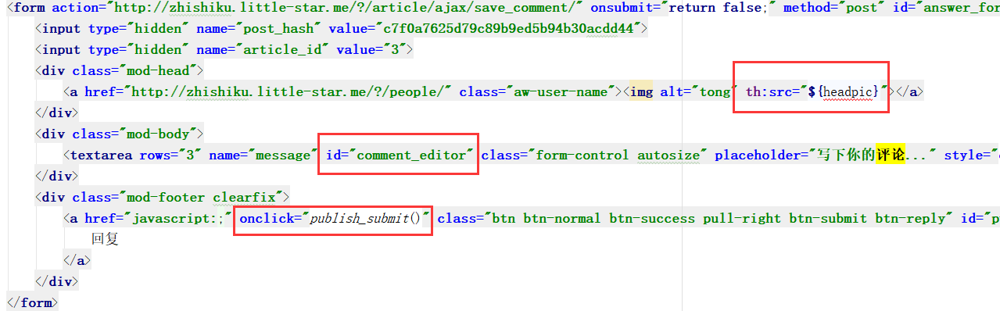 <form action="http://zhishiku.little-star.me/?/article/ajax/save_comment/" onsubmit="return false;" method="post" id="answer_for
<input type="hidden" name="post_hash" value="c7f0a7625d79c89b9ed5b94b30acdd44">
<input type="hidden" name="article_id" value="3">
<div class="mod-head">
<a href="http://zhishiku.little-star.me/?/people/" class="aw-user-name"><img alt="tong" th:src="${headpic}"></a>
</div>
<div class="mod-body">
<textarea rows="3" name="message" id="comment_editor" class="form-control autosize" placeholder="写下你的评论..." style="
</div>
<div class="mod-footer clearfix">
<a href="javascript:;" onclick="publish_submit()" class="btn btn-normal btn-success pull-right btn-submit btn-reply" id="p
回复
</a>
</div>
</form>